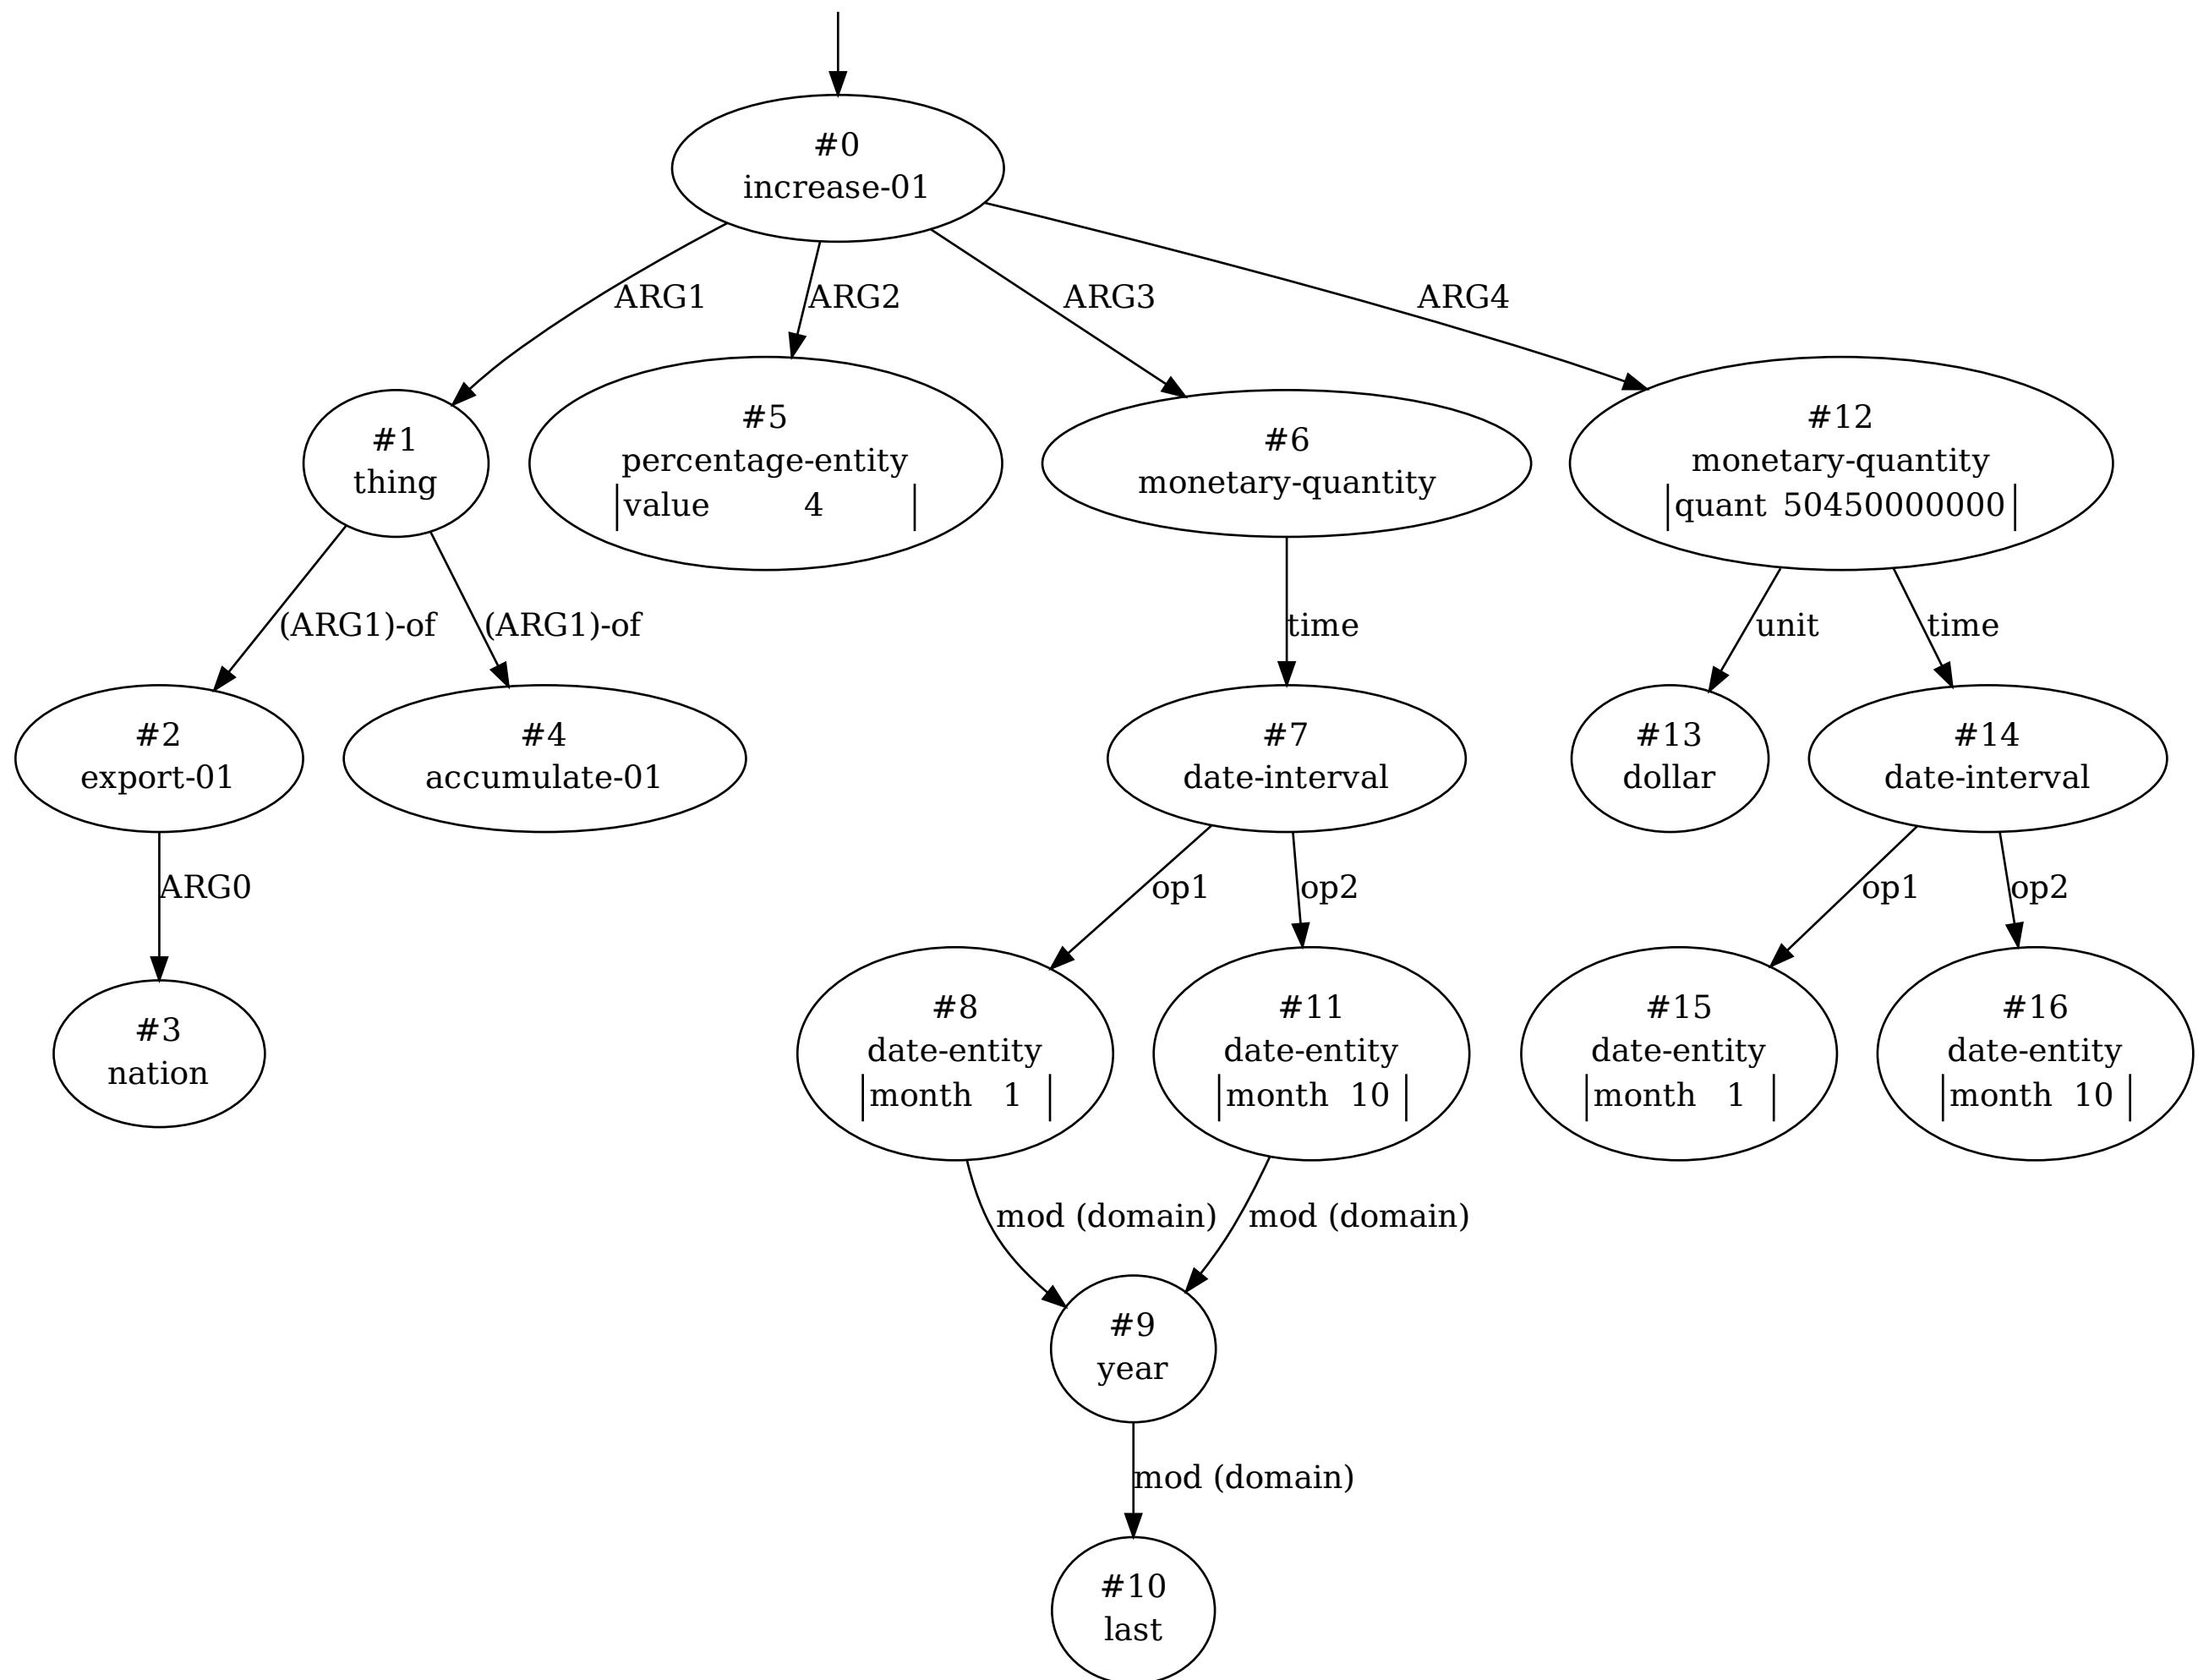 #0
increase-01
ARG1
ARG2
ARG3
ARG4
#1
thing
#5
percentage-entity
value 4
#6
monetary-quantity
#12
monetary-quantity
quant 50450000000
(ARG1)-of
(ARG1)-of
time
unit
time
#2
export-01
#4
accumulate-01
#7
date-interval
#13
dollar
#14
date-interval
ARG0
op1
op2
op1
op2
#3
nation
#8
date-entity
month 1
#11
date-entity
month 10
#15
date-entity
month 1
#16
date-entity
month 10
mod (domain)
mod (domain)
#9
year
mod (domain)
#10
last